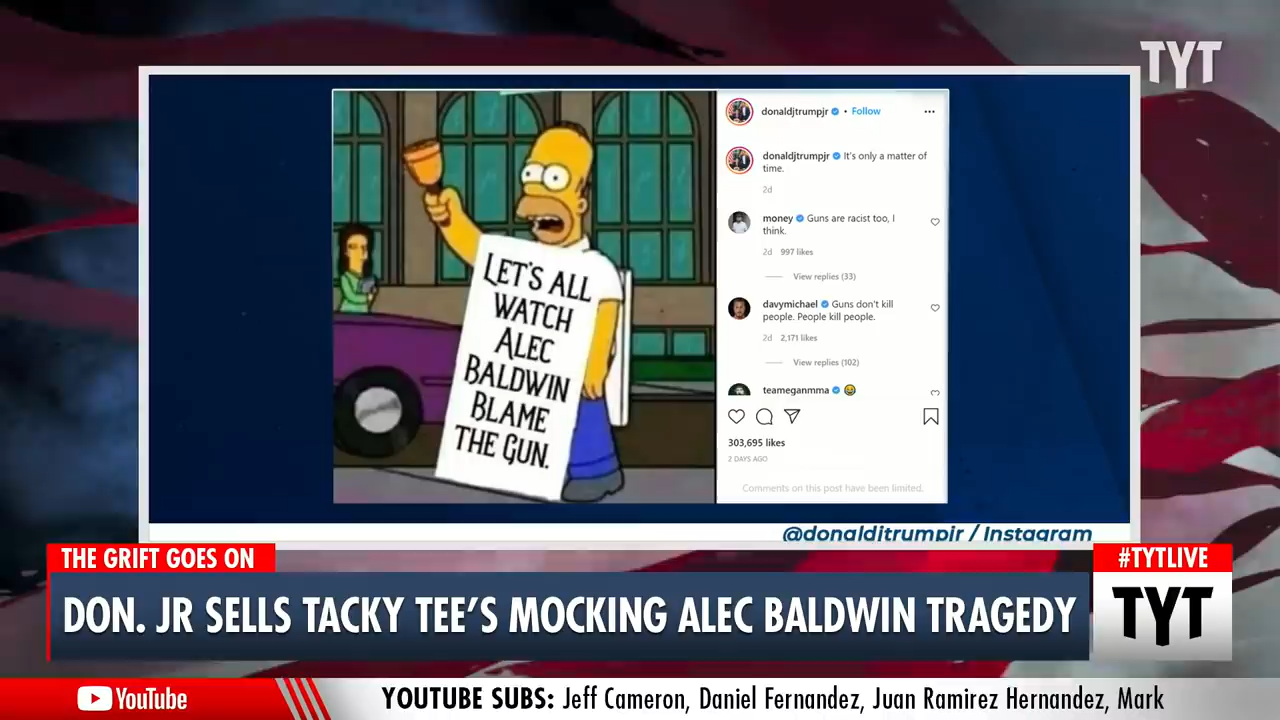 TYT
LET'S ALL
WATCH
ALEC
BALDWIN
BLAME
THE GUN.
donaldjtrumpjr • Follow
donaldjtrumpjr It's only a matter of
time.
2d
money Guns are racist too, I
think.
2d 997 likes
View replies (33)
davymichael Guns don't kill
people. People kill people.
2d 2,171 likes
View replies (102)
teameganmma 😂
303,695 likes
2 DAYS AGO
Comments on this post have been limited.
@donaldjtrumpjr / Instagram
THE GRIFT GOES ON
#TYTLIVE
DON. JR SELLS TACKY TEE'S MOCKING ALEC BALDWIN TRAGEDY
TYT
YouTube
YOUTUBE SUBS: Jeff Cameron, Daniel Fernandez, Juan Ramirez Hernandez, Mark